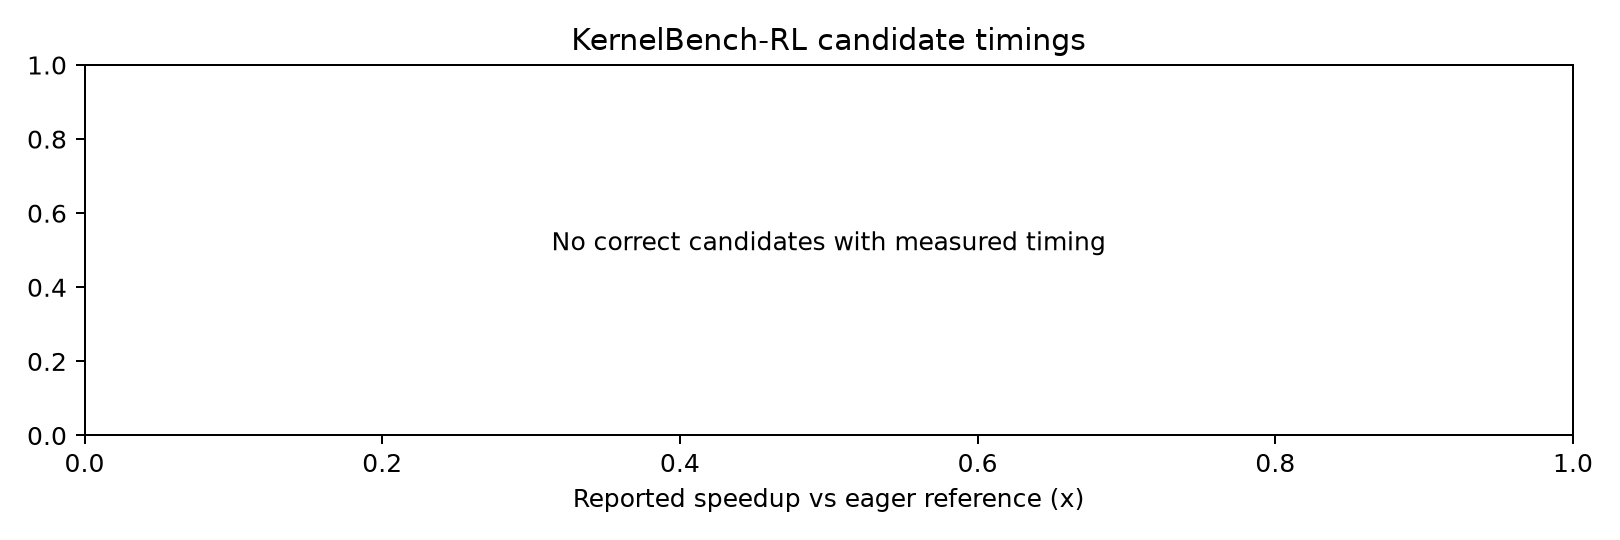 KernelBench-RL candidate timings
1.0
0.8
0.6
No correct candidates with measured timing
0.4
0.2
0.0
0.0 0.2 0.4 0.6 0.8 1.0
Reported speedup vs eager reference (x)